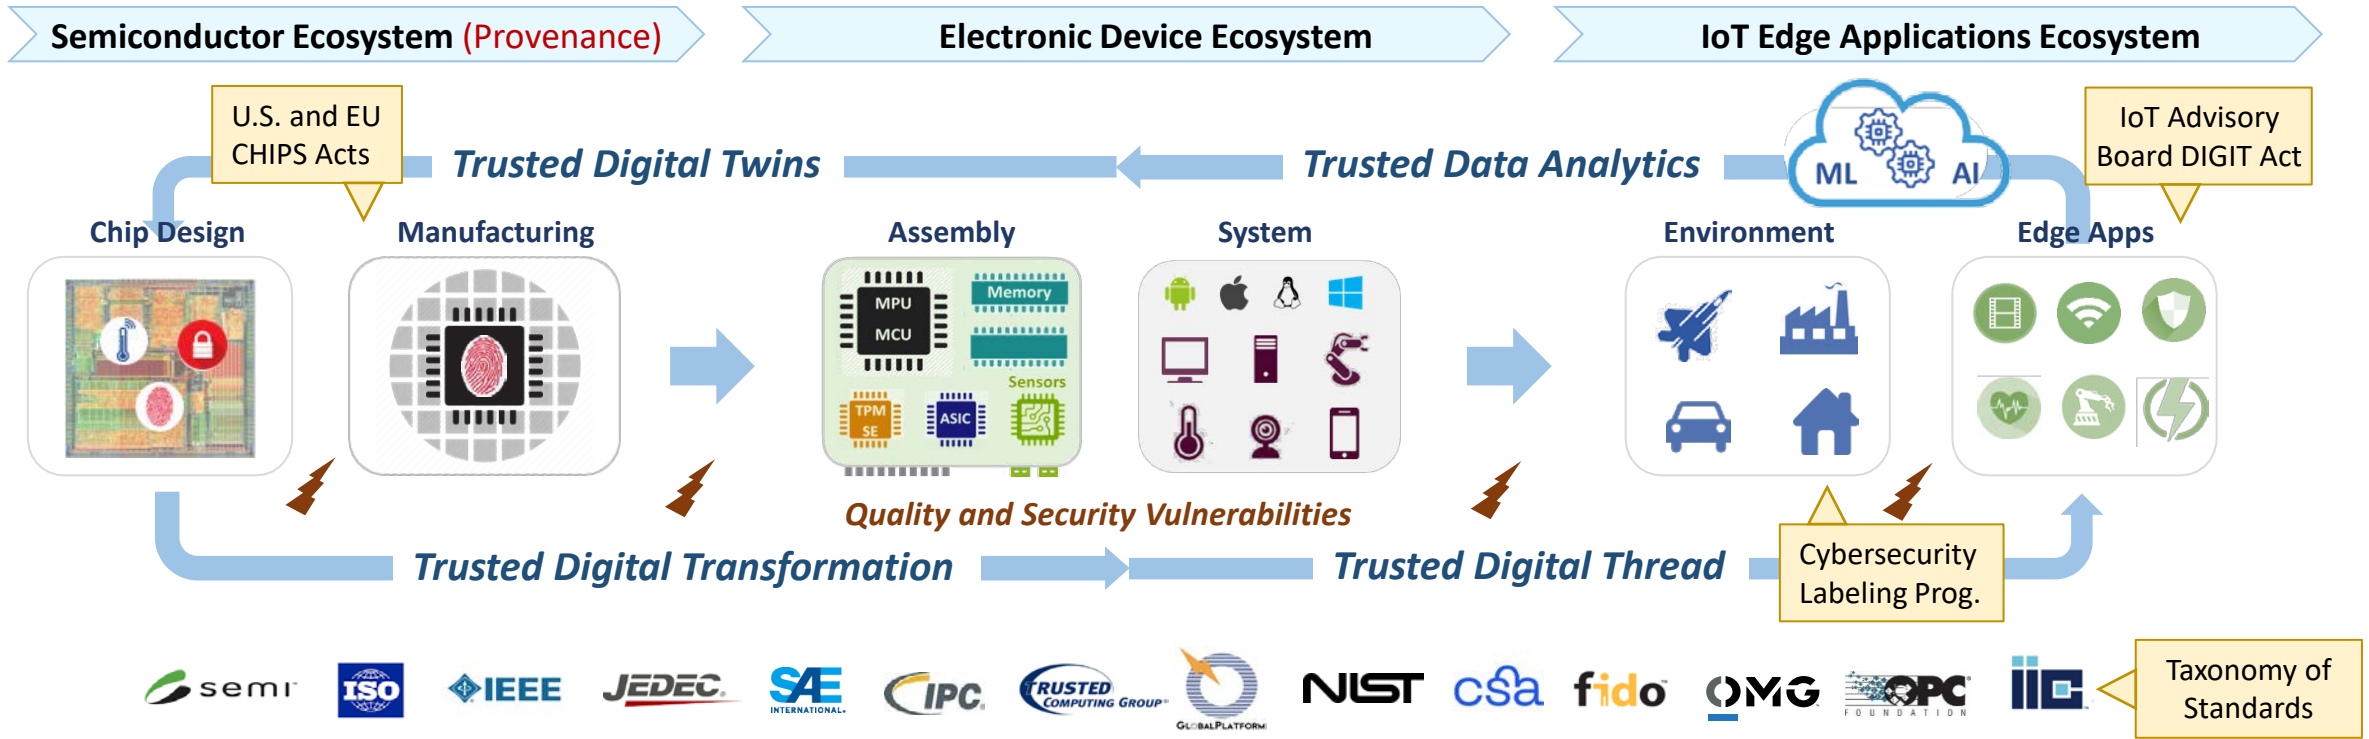 Semiconductor Ecosystem (Provenance)
Electronic Device Ecosystem
IoT Edge Applications Ecosystem
U.S. and EU
CHIPS Acts
Trusted Digital Twins
Trusted Data Analytics
ML
AI
IoT Advisory
Board DIGIT Act
Chip Design
Manufacturing
Assembly
System
Environment
Edge Apps
MPU
MCU
Memory
Sensors
TPM
SE
ASIC
Quality and Security Vulnerabilities
Trusted Digital Transformation
Trusted Digital Thread
Cybersecurity
Labeling Prog.
semi
ISO
IEEE
JEDEC.
SAE
INTERNATIONAL.
IPC.
TRUSTED
COMPUTING GROUP
GLOBALPLATFORM
NIST
csa
fido
OMG
OPC
FOUNDATION
iic
Taxonomy of
Standards